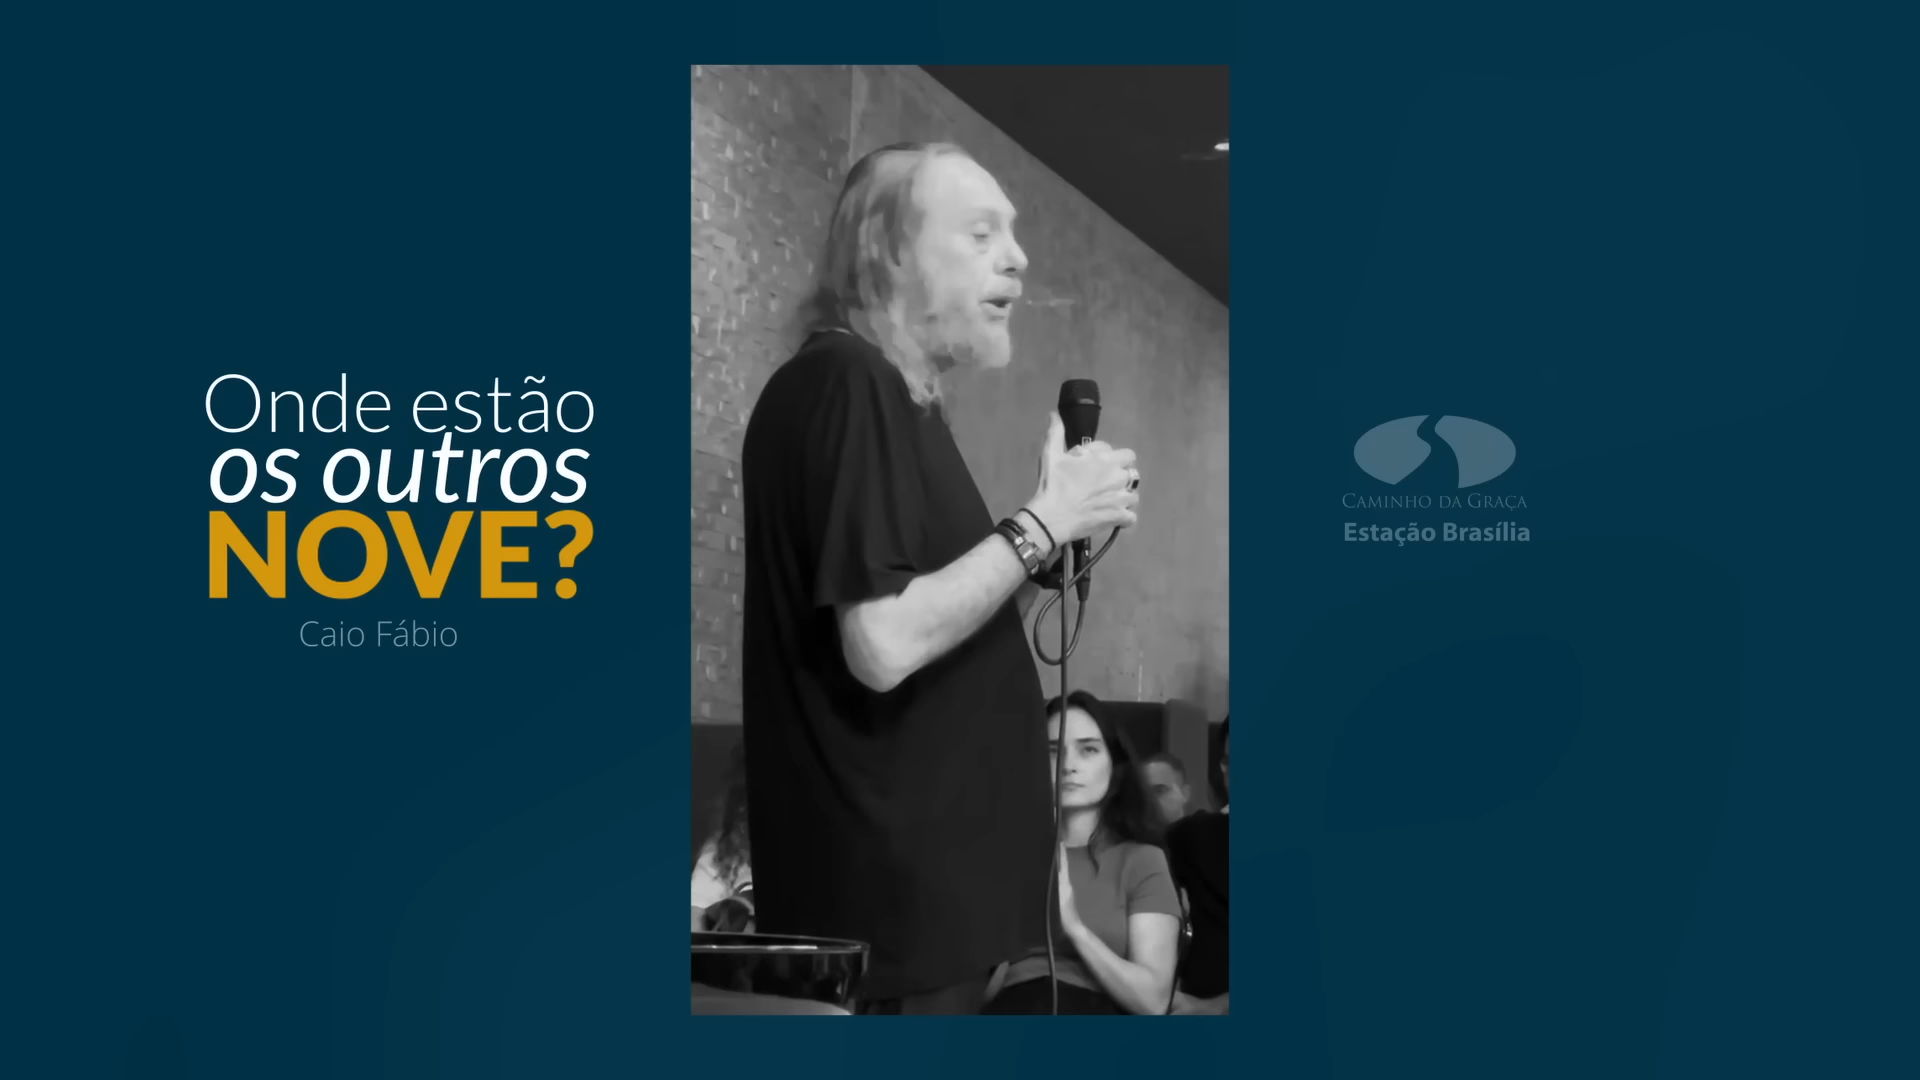 Onde estão
os outros
NOVE?
Caio Fábio
CAMINHO DA GRAÇA
Estação Brasília